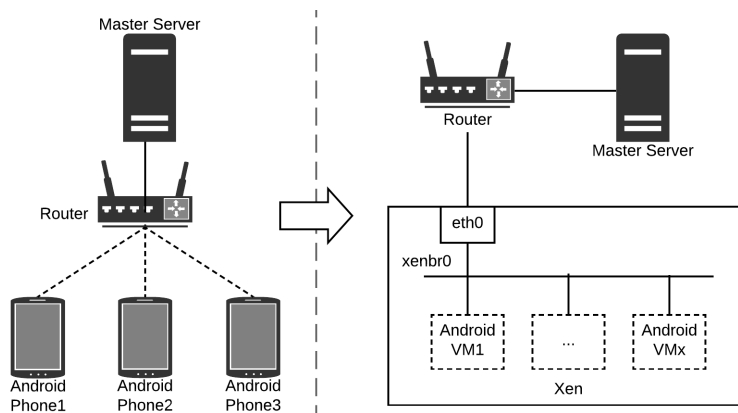 Master Server
Router
Android
Phone1
Android
Phone2
Android
Phone3
Router
Master Server
eth0
xenbr0
Android
VM1
...
Android
VMx
Xen